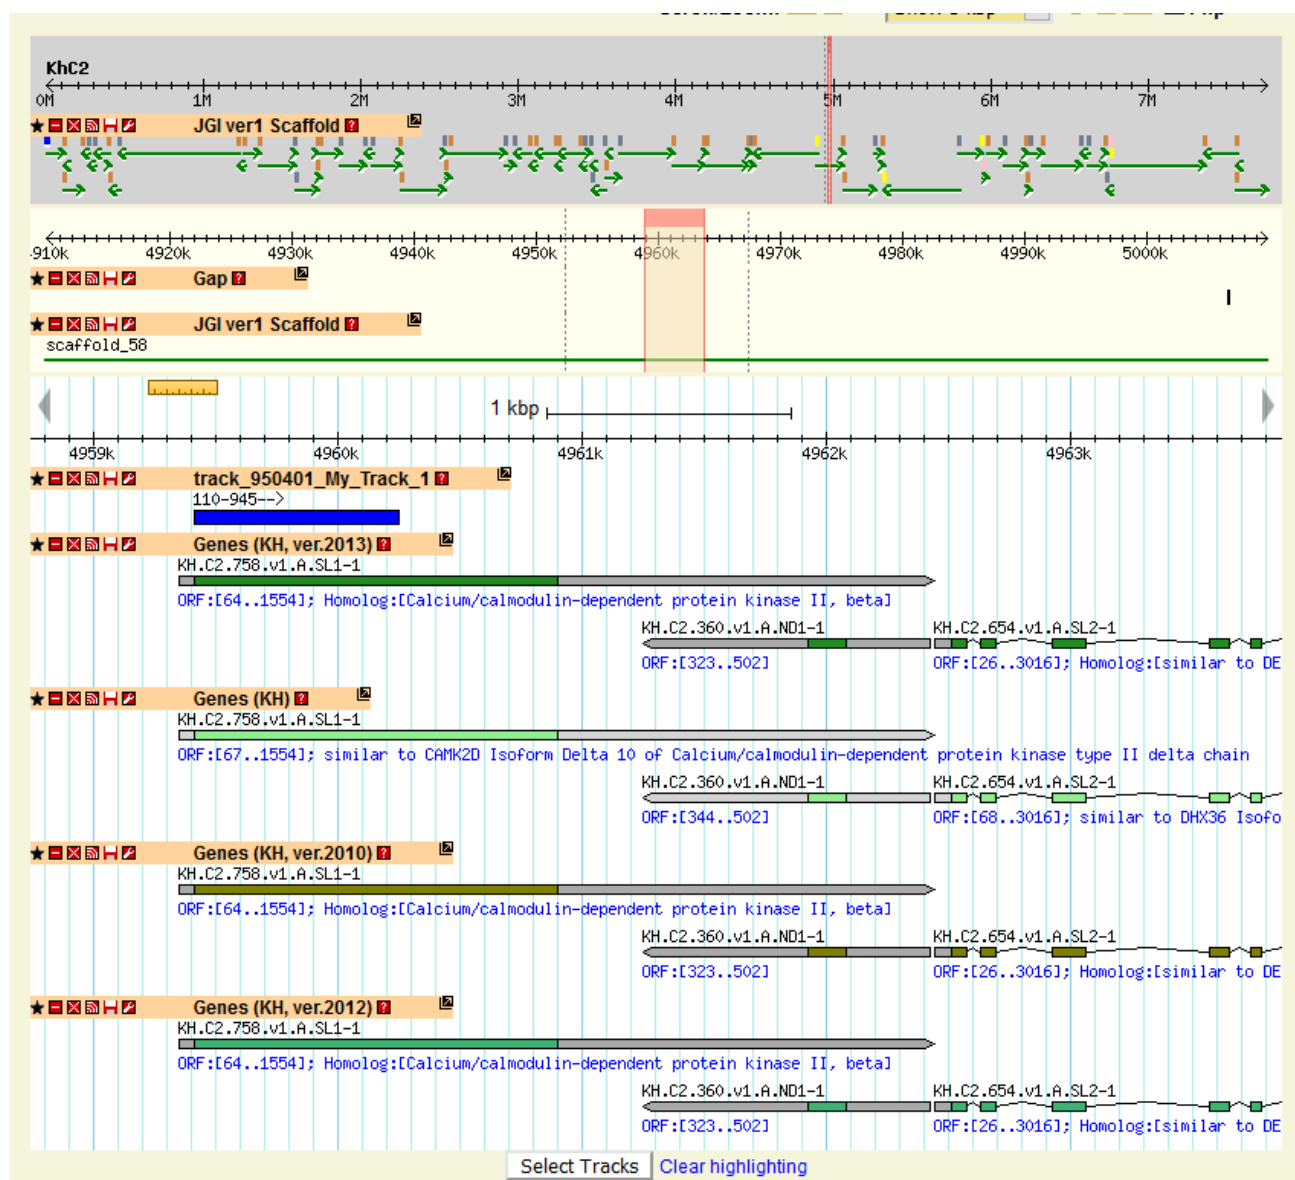 KhC2
0M 1M 2M 3M 4M 5M 6M 7M
JGI ver1 Scaffold
910k 4920k 4930k 4940k 4950k 4960k 4970k 4980k 4990k 5000k
Gap
JGI ver1 Scaffold
scaffold_58
1 kbp
4959k 4960k 4961k 4962k 4963k
track_950401_My_Track_1
110-945-->
Genes (KH, ver.2013)
KH.C2.758.v1.A.SL1-1
ORF:[64..1554]; Homolog:[Calcium/calmodulin-dependent protein kinase II, beta]
KH.C2.360.v1.A.ND1-1 KH.C2.654.v1.A.SL2-1
ORF:[323..502] ORF:[26..3016]; Homolog:[similar to DE
Genes (KH)
KH.C2.758.v1.A.SL1-1
ORF:[67..1554]; similar to CAMK2D Isoform Delta 10 of Calcium/calmodulin-dependent protein kinase type II delta chain
KH.C2.360.v1.A.ND1-1 KH.C2.654.v1.A.SL2-1
ORF:[344..502] ORF:[68..3016]; similar to DHX36 Isofo
Genes (KH, ver.2010)
KH.C2.758.v1.A.SL1-1
ORF:[64..1554]; Homolog:[Calcium/calmodulin-dependent protein kinase II, beta]
KH.C2.360.v1.A.ND1-1 KH.C2.654.v1.A.SL2-1
ORF:[323..502] ORF:[26..3016]; Homolog:[similar to DE
Genes (KH, ver.2012)
KH.C2.758.v1.A.SL1-1
ORF:[64..1554]; Homolog:[Calcium/calmodulin-dependent protein kinase II, beta]
KH.C2.360.v1.A.ND1-1 KH.C2.654.v1.A.SL2-1
ORF:[323..502] ORF:[26..3016]; Homolog:[similar to DE
Select Tracks Clear highlighting